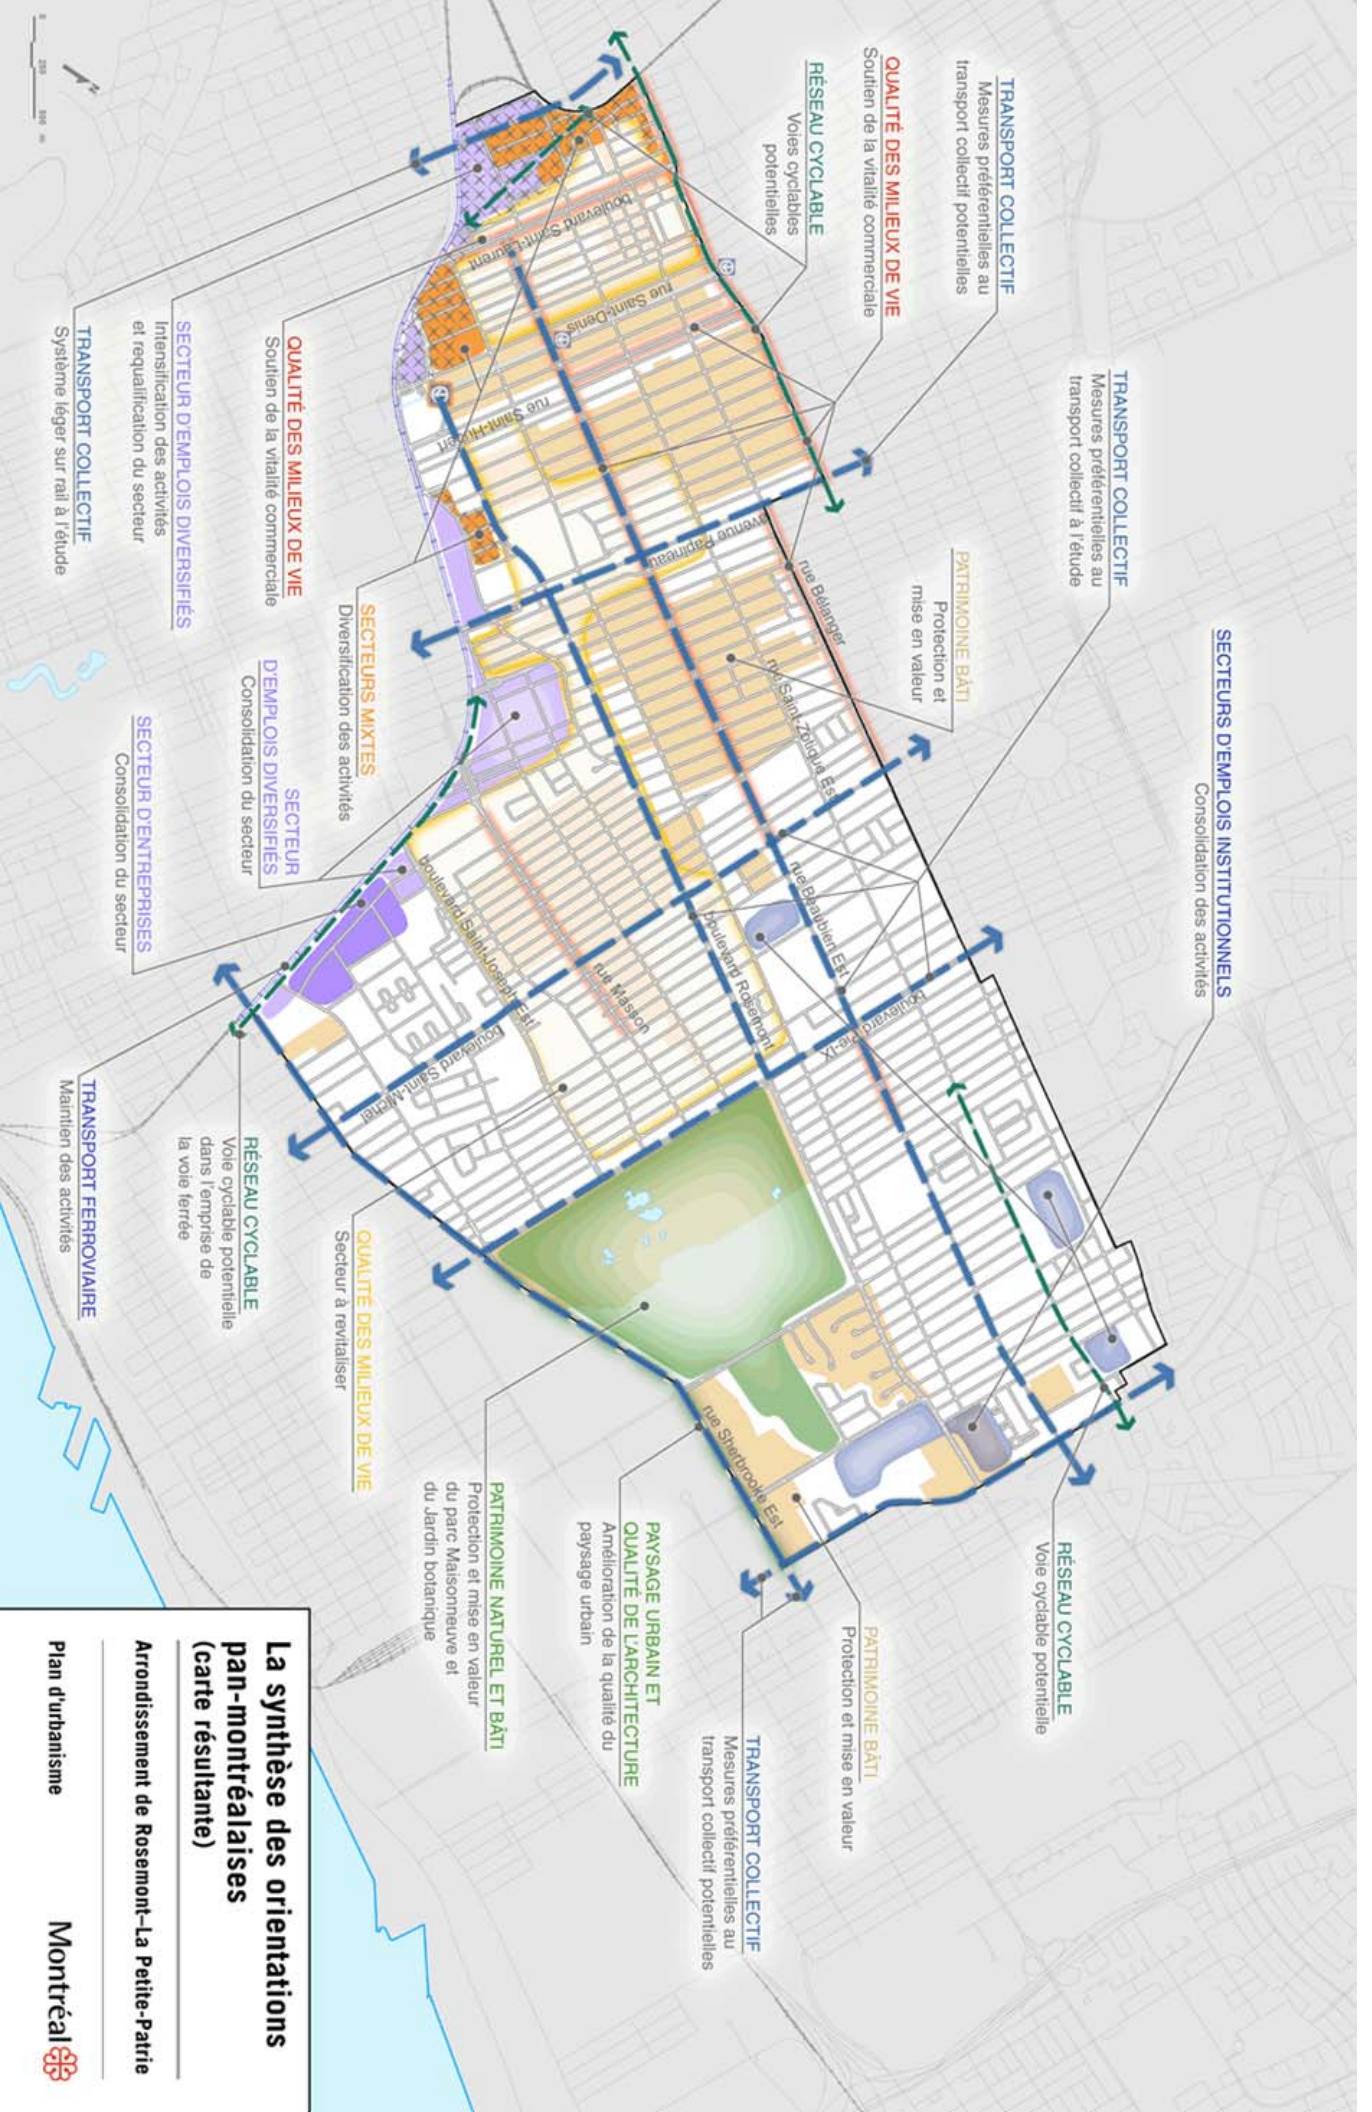 TRANSPORT COLLECTIF
Mesures préférentielles au
transport collectif potentielles
QUALITÉ DES MILIEUX DE VIE
Soutien de la vitalité commerciale
RÉSEAU CYCLABLE
Voies cyclables
potentielles
TRANSPORT COLLECTIF
Mesures préférentielles au
transport collectif à l'étude
PATRIMOINE BÂTI
Protection et
mise en valeur
SECTEURS D'EMPLOIS INSTITUTIONNELS
Consolidation des activités
RÉSEAU CYCLABLE
Voie cyclable potentielle
PATRIMOINE BÂTI
Protection et mise en valeur
TRANSPORT COLLECTIF
Mesures préférentielles au
transport collectif potentielles
PAYSAGE URBAIN ET
QUALITÉ DE L'ARCHITECTURE
Amélioration de la qualité du
paysage urbain
PATRIMOINE NATUREL ET BÂTI
Protection et mise en valeur
du parc Maisonneuve et
du Jardin botanique
QUALITÉ DES MILIEUX DE VIE
Secteur à revitaliser
RÉSEAU CYCLABLE
Voie cyclable potentielle
dans l'emprise de
la voie ferrée
TRANSPORT FERROVIAIRE
Maintien des activités
SECTEURS MIXTES
Diversification des activités
SECTEUR
D'EMPLOIS DIVERSIFIÉS
Consolidation du secteur
SECTEUR D'ENTREPRISES
Consolidation du secteur
QUALITÉ DES MILIEUX DE VIE
Soutien de la vitalité commerciale
SECTEUR D'EMPLOIS DIVERSIFIÉS
Intensification des activités
et requalification du secteur
TRANSPORT COLLECTIF
Système léger sur rail à l'étude
boulevard Saint-Laurent
rue Saint-Denis
rue Saint-Hubert
avenue Papineau
rue Bélanger
rue Saint-Zotique Est
rue Beaubien Est
boulevard Rosemont
boulevard Pie-IX
rue Masson
boulevard Saint-Joseph Est
boulevard Saint-Michel
rue Sherbrooke Est
N
0 250 500 m
La synthèse des orientations
pan-montréalaises
(carte résultante)
Arrondissement de Rosemont–La Petite-Patrie
Plan d'urbanisme
Montréal